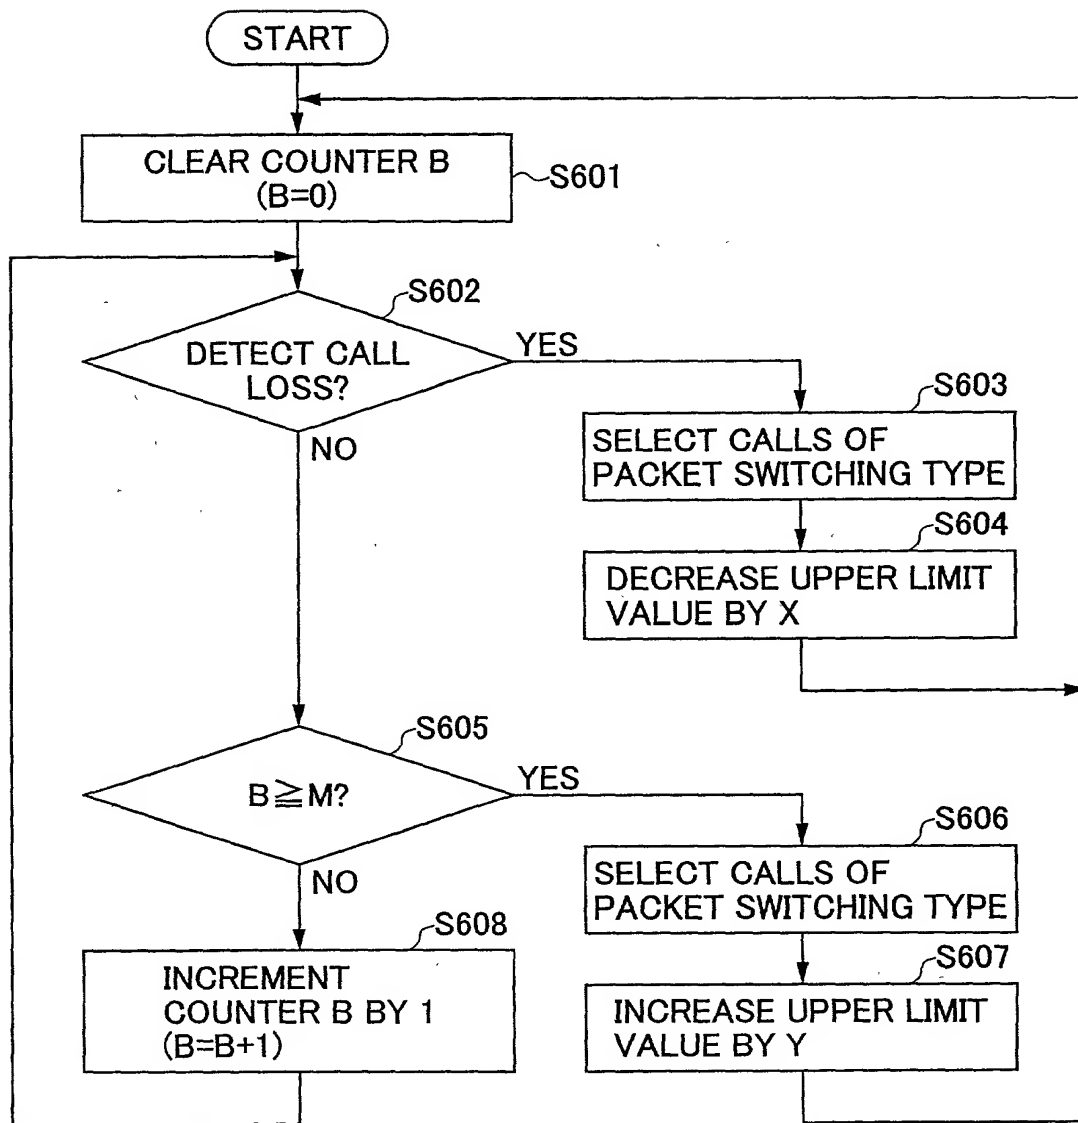 START
CLEAR COUNTER B
(B=0)
S601
S602
DETECT CALL
LOSS?
YES
NO
S603
SELECT CALLS OF
PACKET SWITCHING TYPE
S604
DECREASE UPPER LIMIT
VALUE BY X
S605
B≧M?
YES
NO
S606
SELECT CALLS OF
PACKET SWITCHING TYPE
S607
INCREASE UPPER LIMIT
VALUE BY Y
S608
INCREMENT
COUNTER B BY 1
(B=B+1)